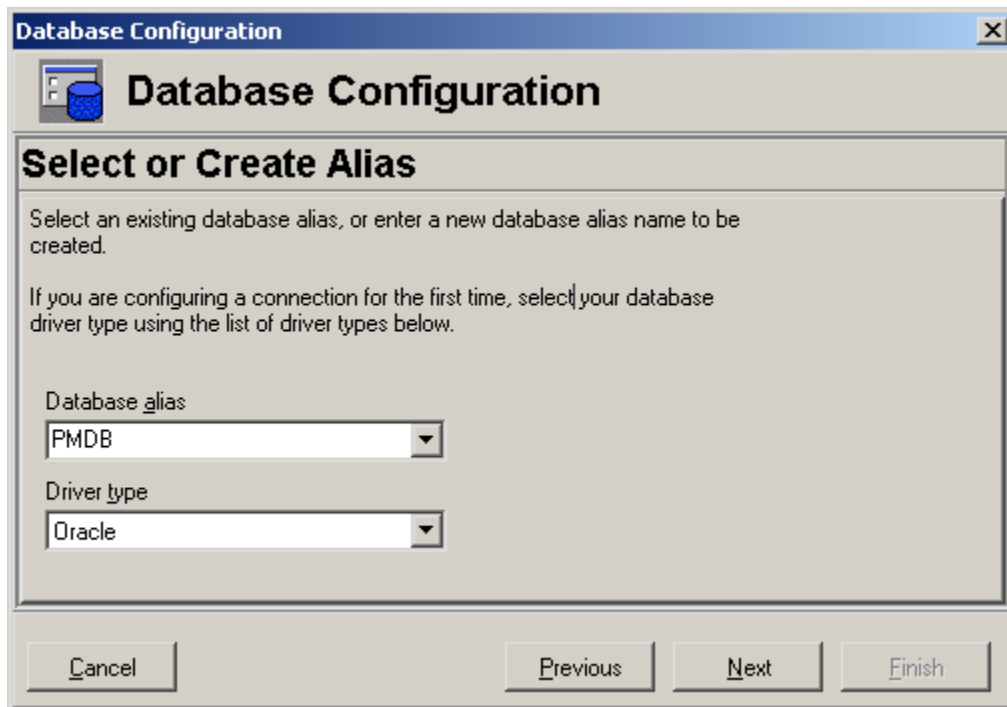 Database Configuration
Database Configuration
Select or Create Alias
Select an existing database alias, or enter a new database alias name to be
created.
If you are configuring a connection for the first time, select your database
driver type using the list of driver types below.
Database alias
PMDB
Driver type
Oracle
Cancel
Previous
Next
Finish